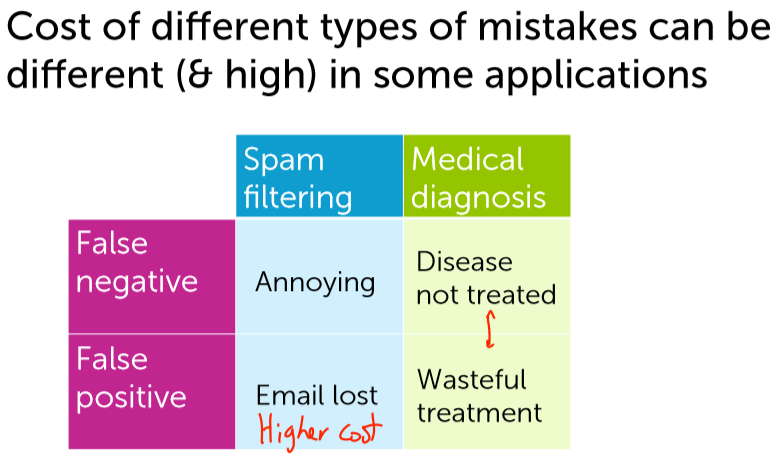 Cost of different types of mistakes can be
different (& high) in some applications
Spam
filtering
Medical
diagnosis
False
negative
Annoying
Disease
not treated
False
positive
Email lost
Higher cost
Wasteful
treatment